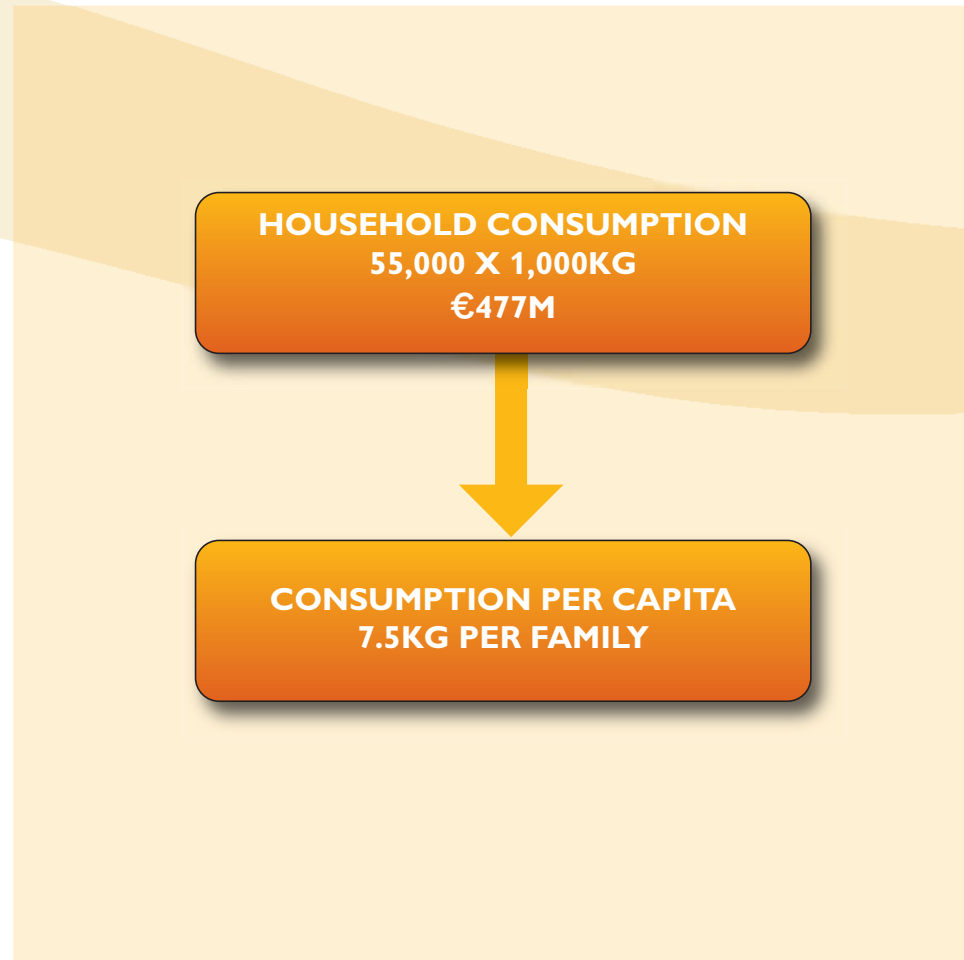 HOUSEHOLD CONSUMPTION
55,000 X 1,000KG
€477M
CONSUMPTION PER CAPITA
7.5KG PER FAMILY